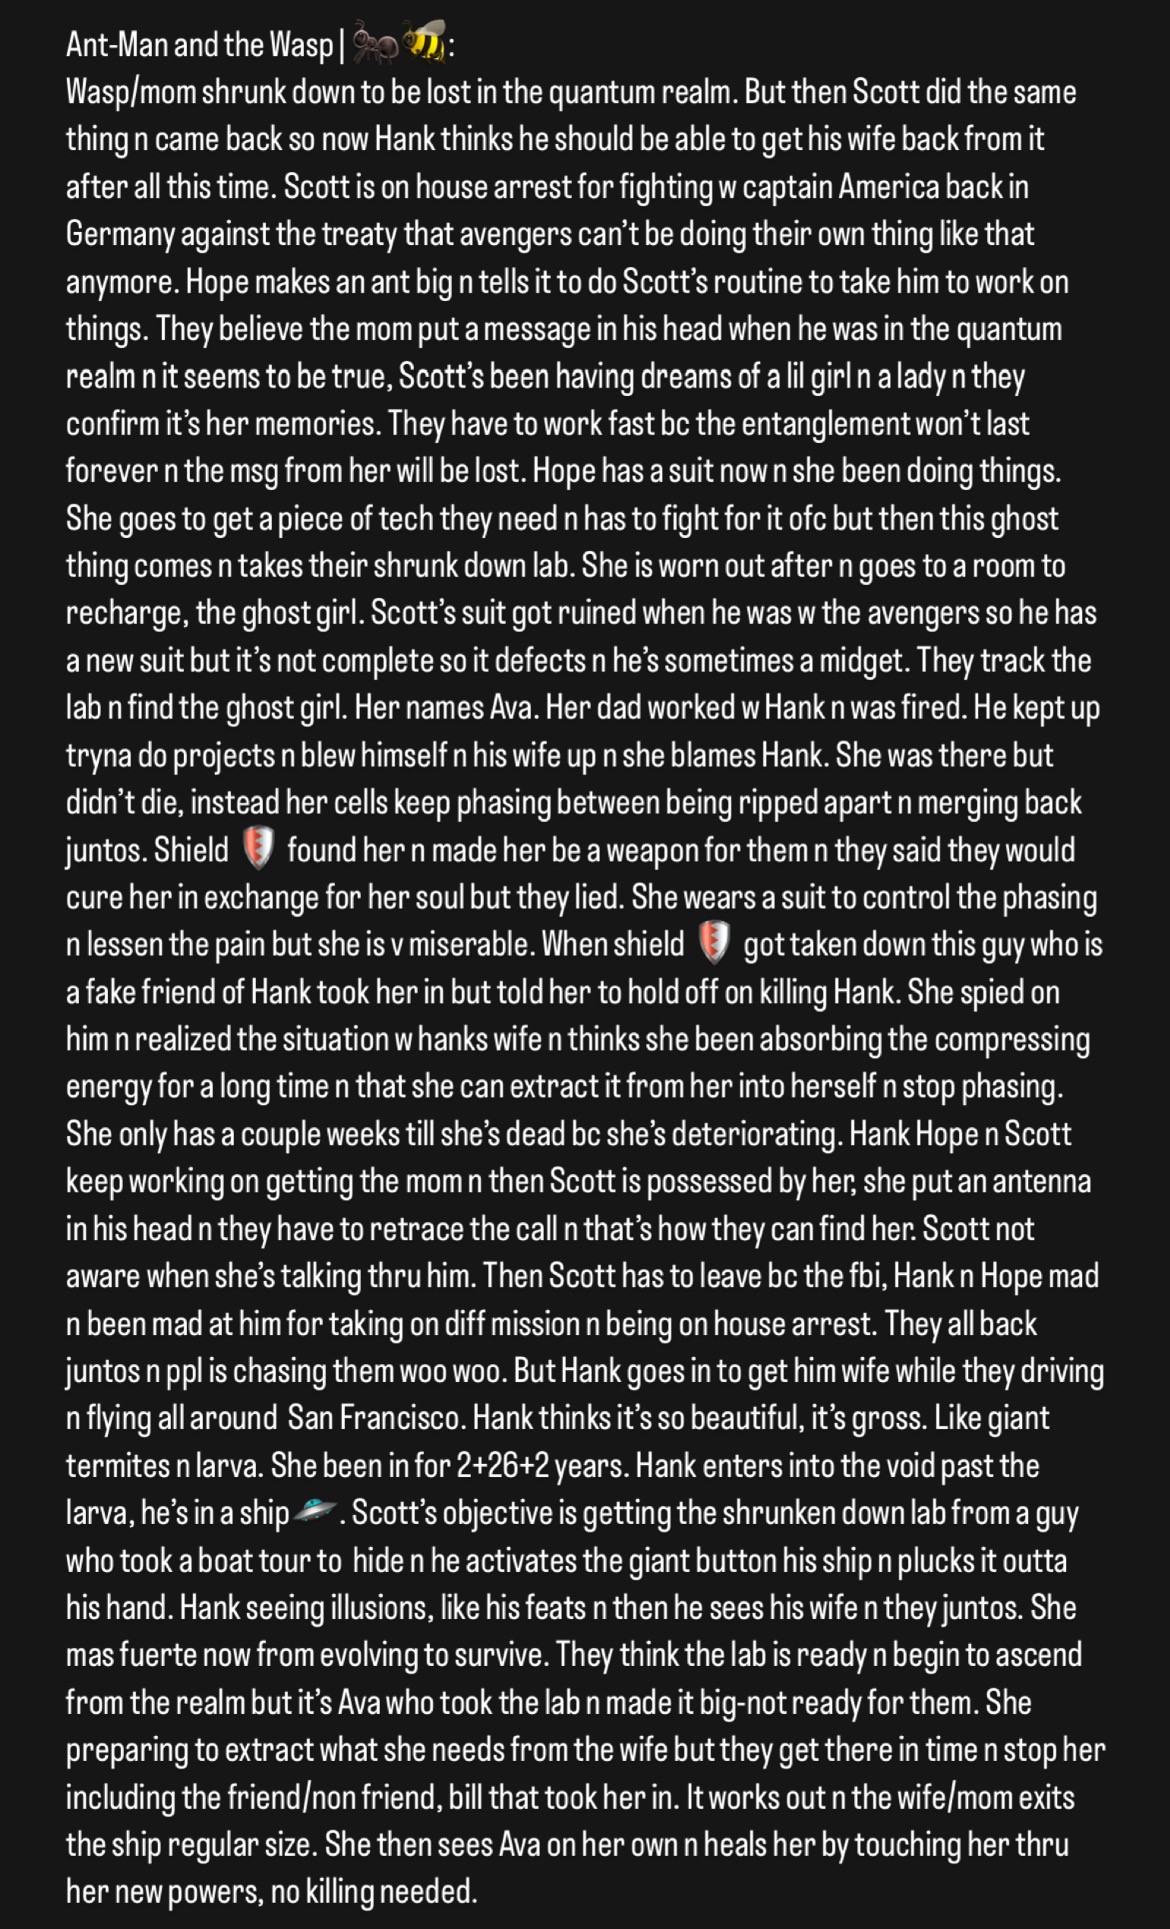 Ant-Man and the Wasp | 🐜🐝:
Wasp/mom shrunk down to be lost in the quantum realm. But then Scott did the same
thing n came back so now Hank thinks he should be able to get his wife back from it
after all this time. Scott is on house arrest for fighting w captain America back in
Germany against the treaty that avengers can’t be doing their own thing like that
anymore. Hope makes an ant big n tells it to do Scott’s routine to take him to work on
things. They believe the mom put a message in his head when he was in the quantum
realm n it seems to be true, Scott’s been having dreams of a lil girl n a lady n they
confirm it’s her memories. They have to work fast bc the entanglement won’t last
forever n the msg from her will be lost. Hope has a suit now n she been doing things.
She goes to get a piece of tech they need n has to fight for it ofc but then this ghost
thing comes n takes their shrunk down lab. She is worn out after n goes to a room to
recharge, the ghost girl. Scott’s suit got ruined when he was w the avengers so he has
a new suit but it’s not complete so it defects n he’s sometimes a midget. They track the
lab n find the ghost girl. Her names Ava. Her dad worked w Hank n was fired. He kept up
tryna do projects n blew himself n his wife up n she blames Hank. She was there but
didn’t die, instead her cells keep phasing between being ripped apart n merging back
juntos. Shield 🛡️ found her n made her be a weapon for them n they said they would
cure her in exchange for her soul but they lied. She wears a suit to control the phasing
n lessen the pain but she is v miserable. When shield 🛡️ got taken down this guy who is
a fake friend of Hank took her in but told her to hold off on killing Hank. She spied on
him n realized the situation w hanks wife n thinks she been absorbing the compressing
energy for a long time n that she can extract it from her into herself n stop phasing.
She only has a couple weeks till she’s dead bc she’s deteriorating. Hank Hope n Scott
keep working on getting the mom n then Scott is possessed by her, she put an antenna
in his head n they have to retrace the call n that’s how they can find her. Scott not
aware when she’s talking thru him. Then Scott has to leave bc the fbi, Hank n Hope mad
n been mad at him for taking on diff mission n being on house arrest. They all back
juntos n ppl is chasing them woo woo. But Hank goes in to get him wife while they driving
n flying all around San Francisco. Hank thinks it’s so beautiful, it’s gross. Like giant
termites n larva. She been in for 2+26+2 years. Hank enters into the void past the
larva, he’s in a ship🛸. Scott’s objective is getting the shrunken down lab from a guy
who took a boat tour to hide n he activates the giant button his ship n plucks it outta
his hand. Hank seeing illusions, like his feats n then he sees his wife n they juntos. She
mas fuerte now from evolving to survive. They think the lab is ready n begin to ascend
from the realm but it’s Ava who took the lab n made it big-not ready for them. She
preparing to extract what she needs from the wife but they get there in time n stop her
including the friend/non friend, bill that took her in. It works out n the wife/mom exits
the ship regular size. She then sees Ava on her own n heals her by touching her thru
her new powers, no killing needed.